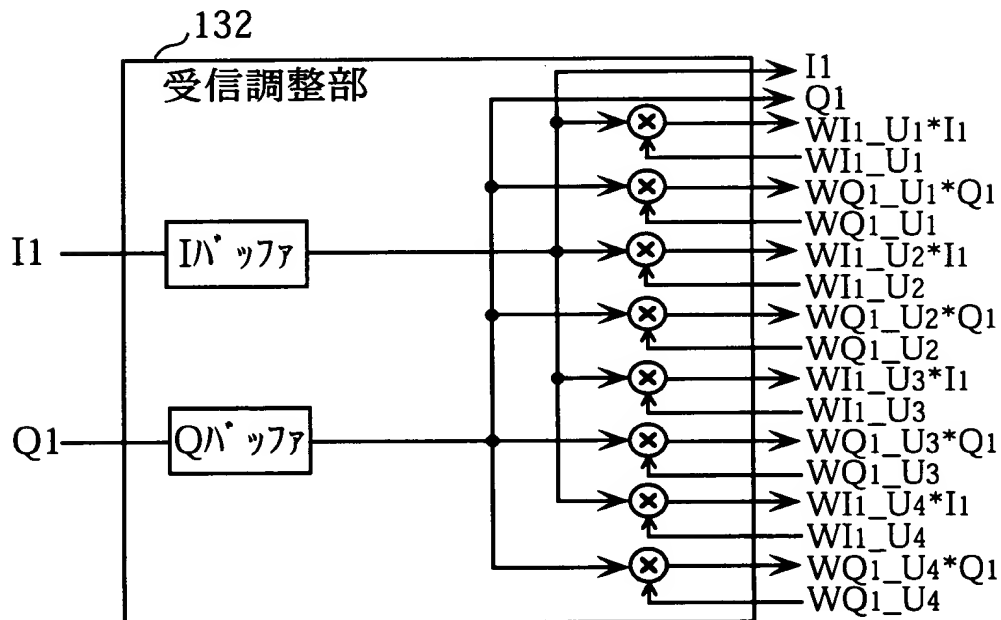 132
受信調整部
I1
Q1
WI1_U1*I1
WI1_U1
WQ1_U1*Q1
WQ1_U1
I1
Iバッファ
WI1_U2*I1
WI1_U2
WQ1_U2*Q1
WQ1_U2
WI1_U3*I1
WI1_U3
Q1
Qバッファ
WQ1_U3*Q1
WQ1_U3
WI1_U4*I1
WI1_U4
WQ1_U4*Q1
WQ1_U4